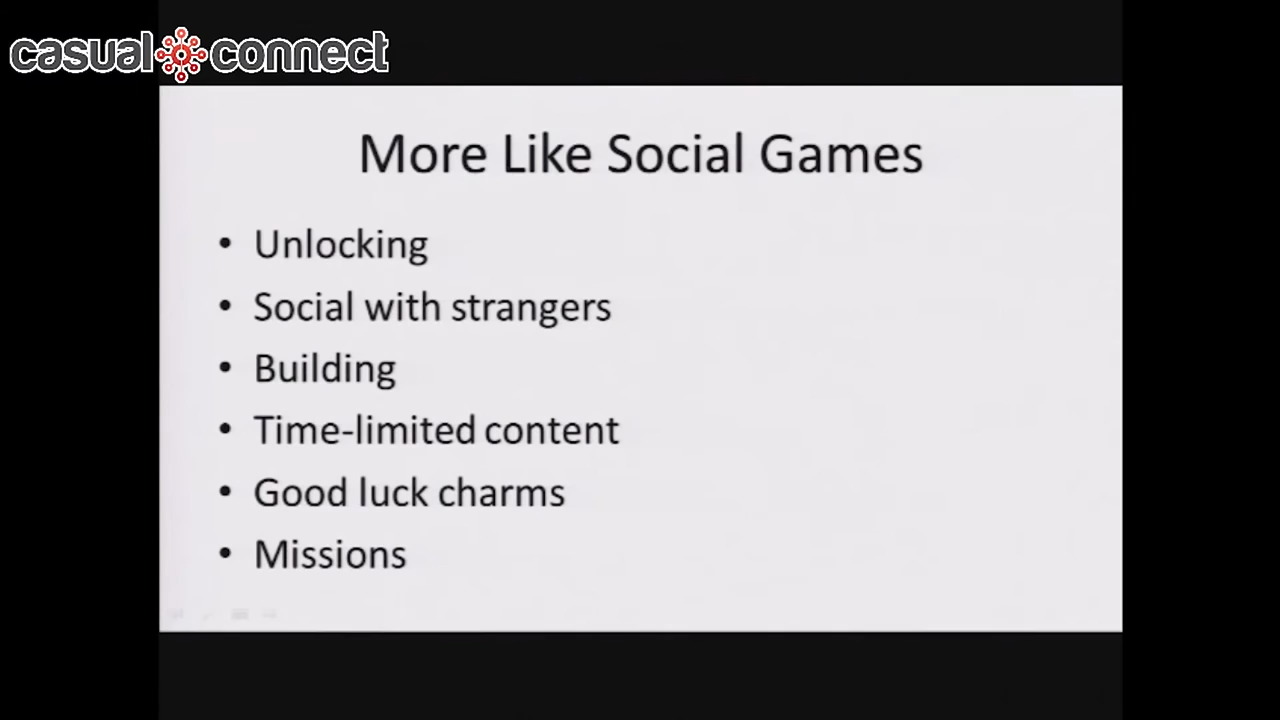 casual connect
More Like Social Games
• Unlocking
• Social with strangers
• Building
• Time-limited content
• Good luck charms
• Missions